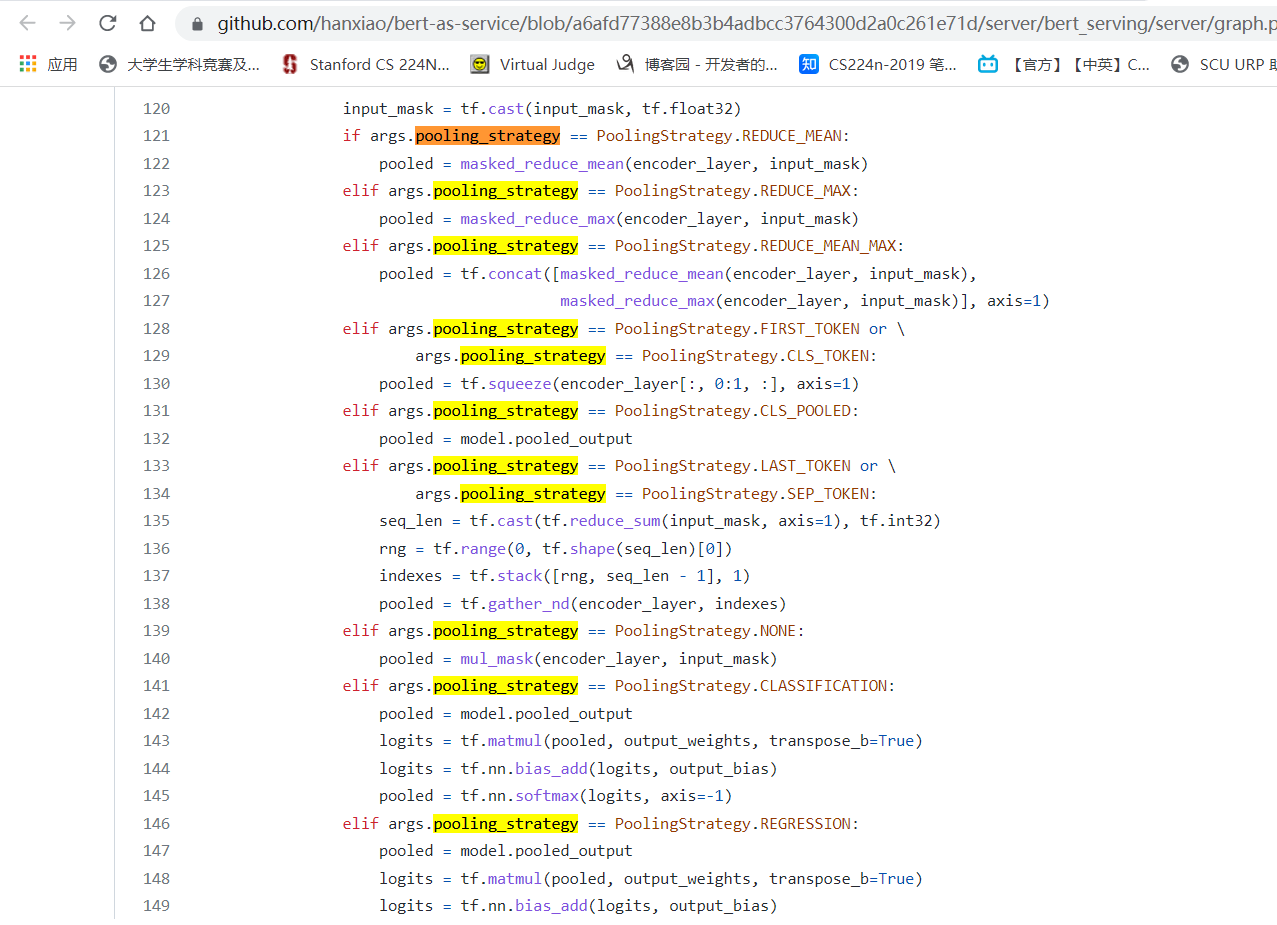 github.com/hanxiao/bert-as-service/blob/a6afd77388e8b3b4adbcc3764300d2a0c261e71d/server/bert_serving/server/graph.p
应用 大学生学科竞赛及... Stanford CS 224N... Virtual Judge 博客园 - 开发者的... 知 CS224n-2019 笔... 【官方】【中英】C... SCU URP 助
120 input_mask = tf.cast(input_mask, tf.float32)
121 if args.pooling_strategy == PoolingStrategy.REDUCE_MEAN:
122 pooled = masked_reduce_mean(encoder_layer, input_mask)
123 elif args.pooling_strategy == PoolingStrategy.REDUCE_MAX:
124 pooled = masked_reduce_max(encoder_layer, input_mask)
125 elif args.pooling_strategy == PoolingStrategy.REDUCE_MEAN_MAX:
126 pooled = tf.concat([masked_reduce_mean(encoder_layer, input_mask),
127 masked_reduce_max(encoder_layer, input_mask)], axis=1)
128 elif args.pooling_strategy == PoolingStrategy.FIRST_TOKEN or \
129 args.pooling_strategy == PoolingStrategy.CLS_TOKEN:
130 pooled = tf.squeeze(encoder_layer[:, 0:1, :], axis=1)
131 elif args.pooling_strategy == PoolingStrategy.CLS_POOLED:
132 pooled = model.pooled_output
133 elif args.pooling_strategy == PoolingStrategy.LAST_TOKEN or \
134 args.pooling_strategy == PoolingStrategy.SEP_TOKEN:
135 seq_len = tf.cast(tf.reduce_sum(input_mask, axis=1), tf.int32)
136 rng = tf.range(0, tf.shape(seq_len)[0])
137 indexes = tf.stack([rng, seq_len - 1], 1)
138 pooled = tf.gather_nd(encoder_layer, indexes)
139 elif args.pooling_strategy == PoolingStrategy.NONE:
140 pooled = mul_mask(encoder_layer, input_mask)
141 elif args.pooling_strategy == PoolingStrategy.CLASSIFICATION:
142 pooled = model.pooled_output
143 logits = tf.matmul(pooled, output_weights, transpose_b=True)
144 logits = tf.nn.bias_add(logits, output_bias)
145 pooled = tf.nn.softmax(logits, axis=-1)
146 elif args.pooling_strategy == PoolingStrategy.REGRESSION:
147 pooled = model.pooled_output
148 logits = tf.matmul(pooled, output_weights, transpose_b=True)
149 logits = tf.nn.bias_add(logits, output_bias)